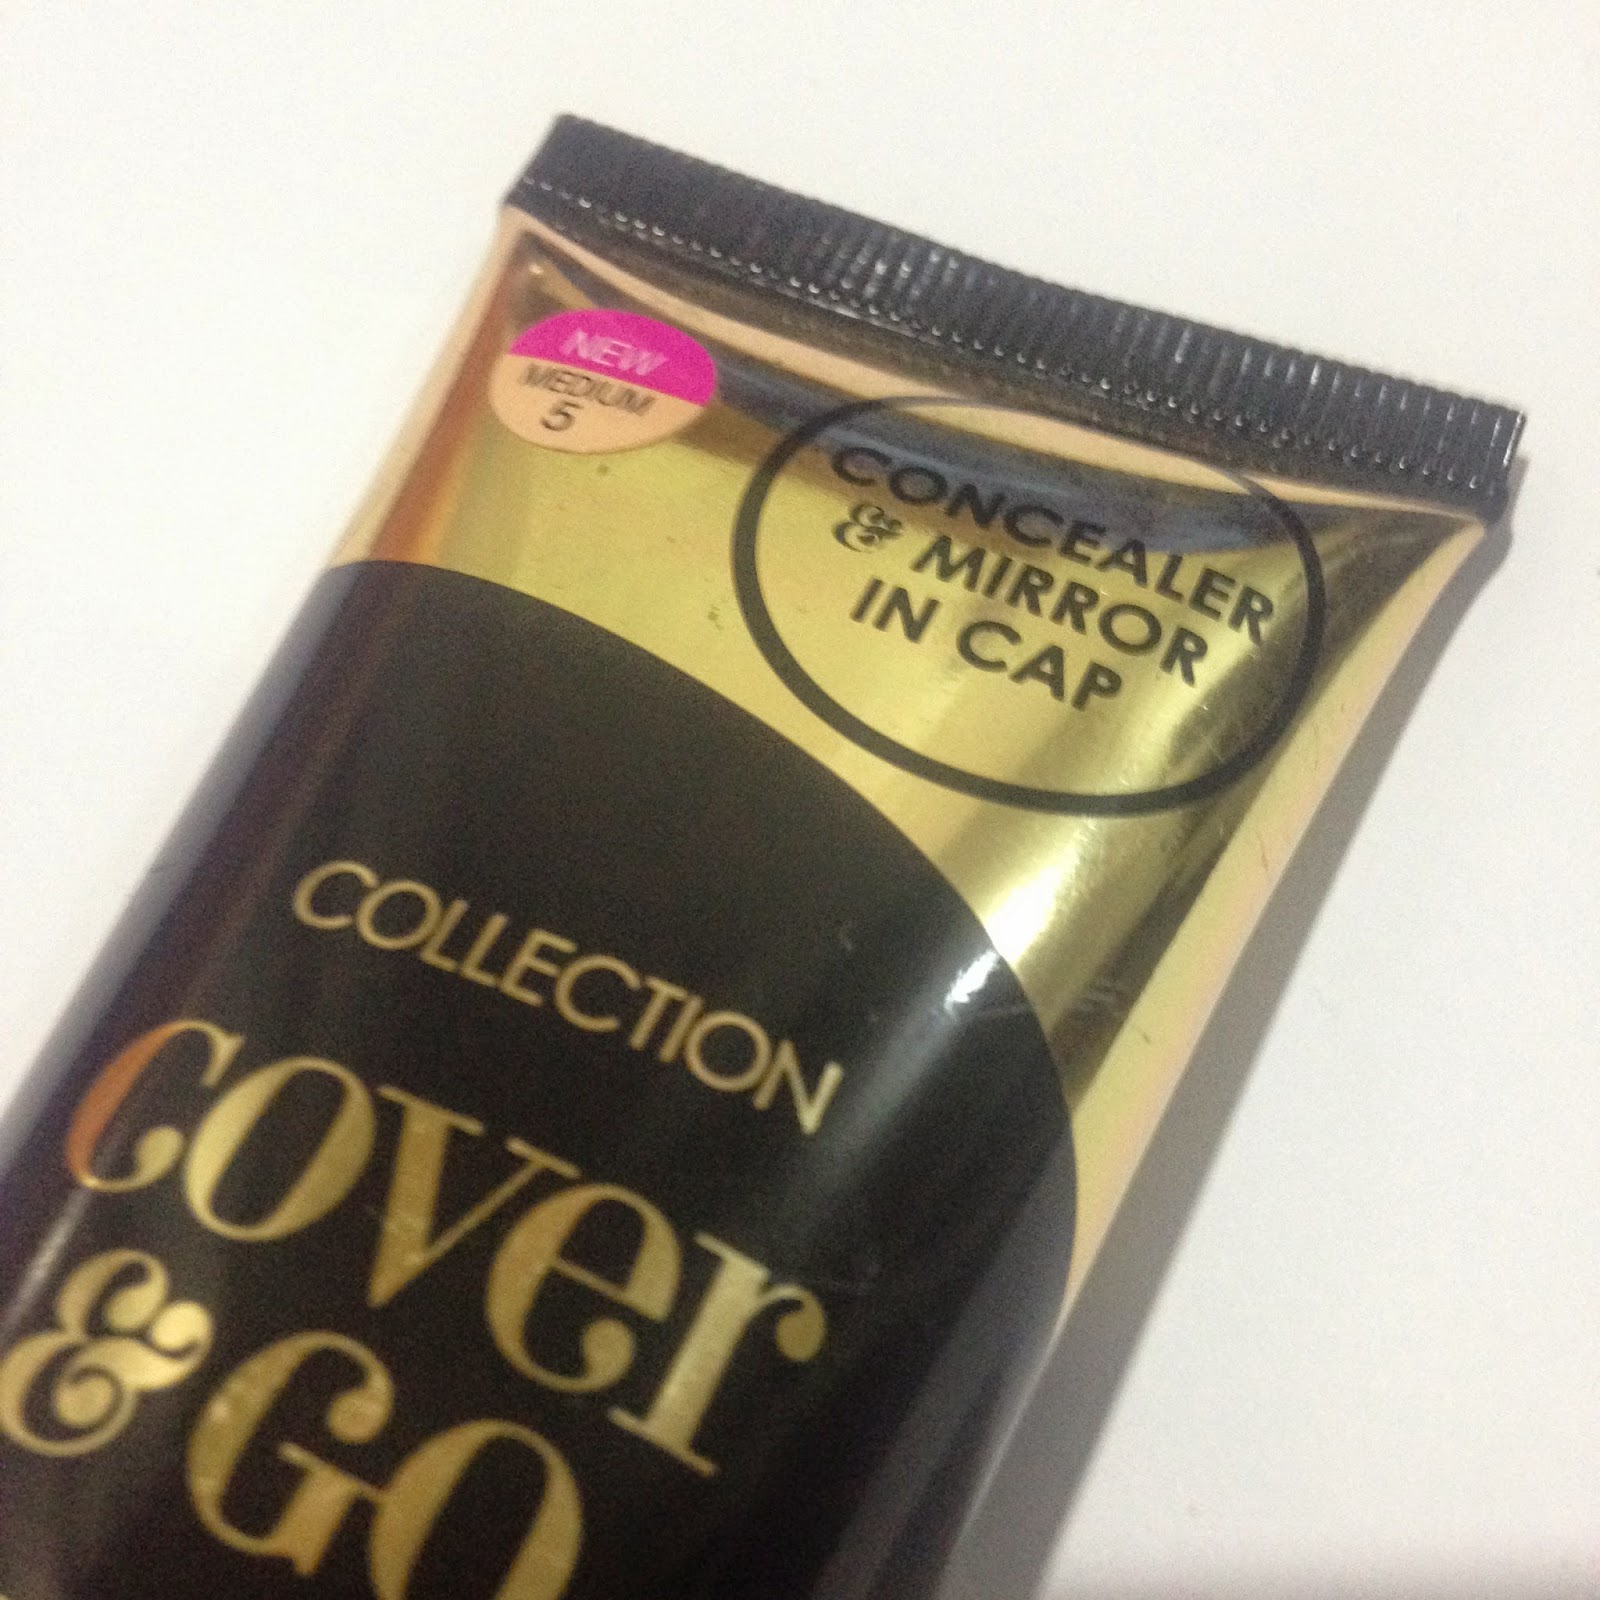 NEW
MEDIUM
5
CONCEALER
& MIRROR
IN CAP
COLLECTION
cover
& GO